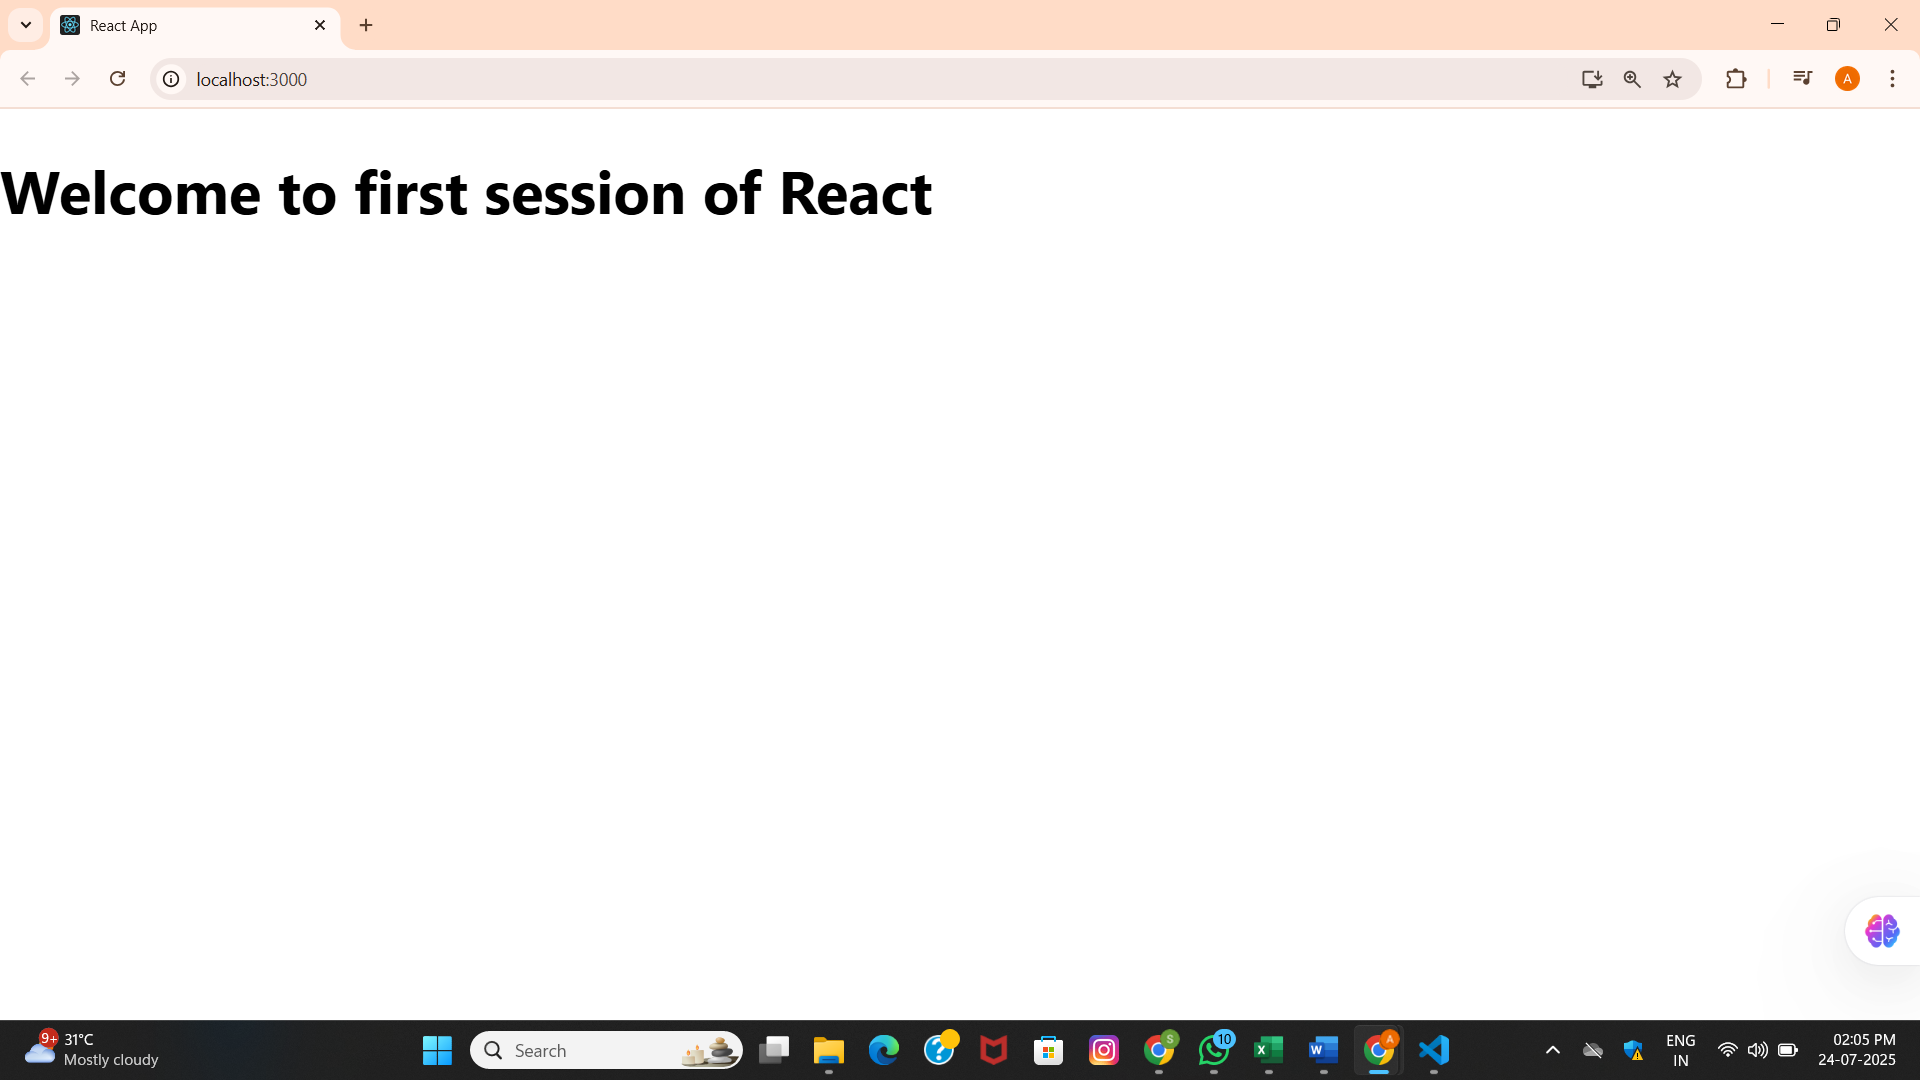 React App
localhost:3000
A
Welcome to first session of React
9+
31°C
Mostly cloudy
Search
S
10
A
ENG
IN
02:05 PM
24-07-2025